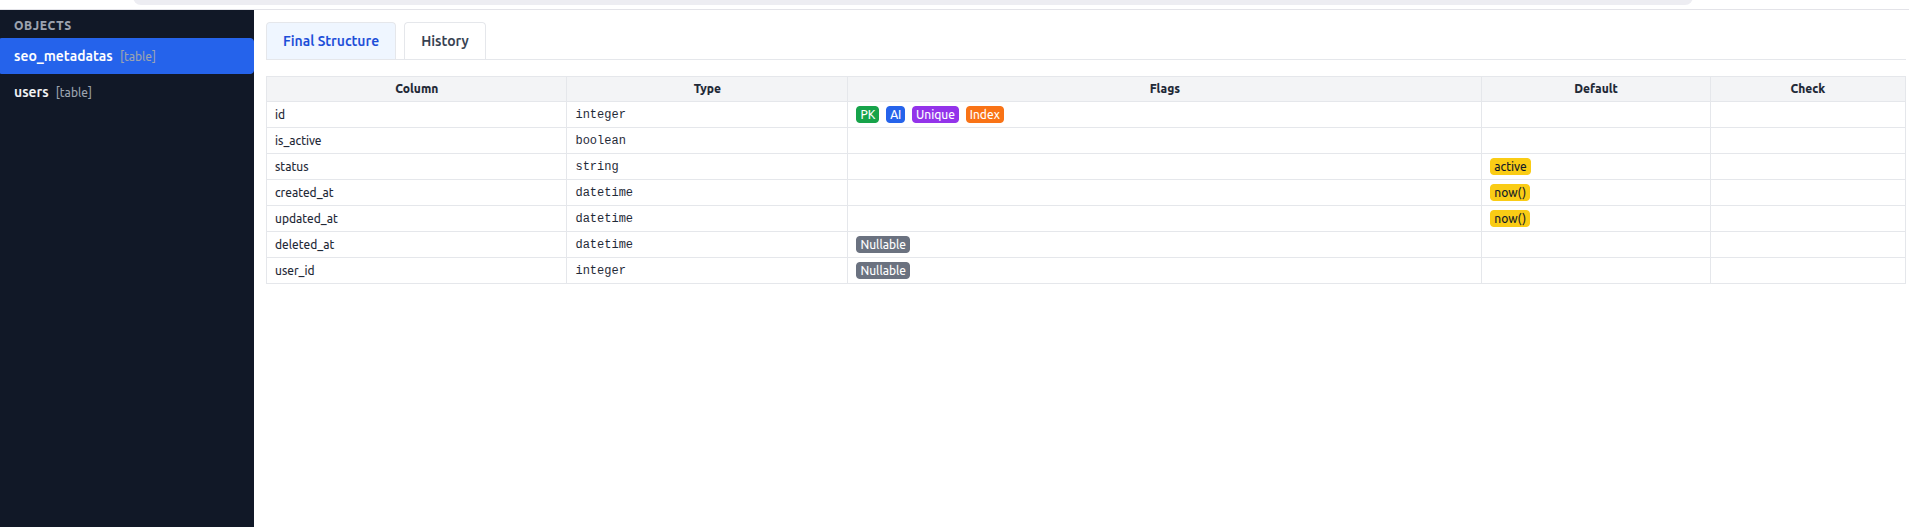 OBJECTS
seo_metadatas [table]
users [table]
Final Structure History
Column Type Flags Default Check
id integer PK AI Unique Index
is_active boolean
status string active
created_at datetime now()
updated_at datetime now()
deleted_at datetime Nullable
user_id integer Nullable